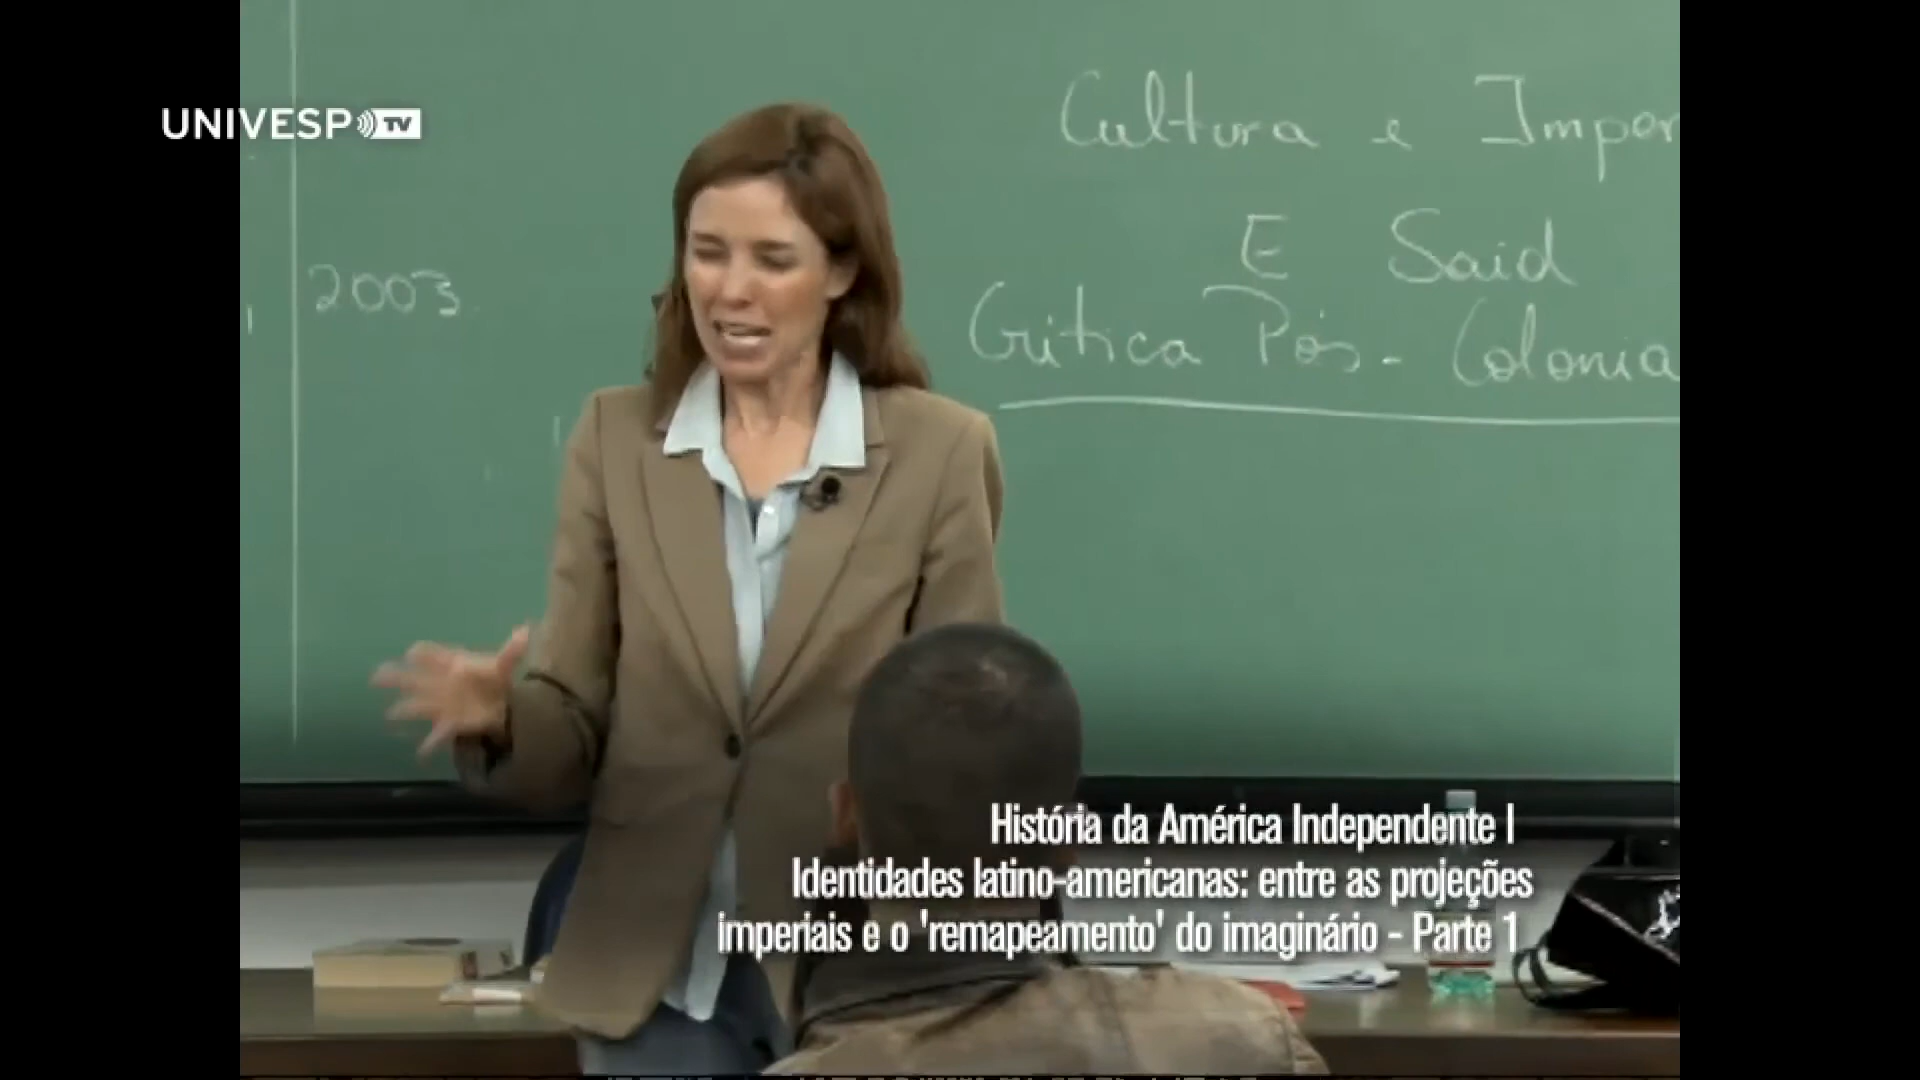 UNIVESP TV
Cultura e Imper
E Said
2003
Crítica Pós-Colonia
História da América Independente I
Identidades latino-americanas: entre as projeções
imperiais e o 'remapeamento' do imaginário - Parte 1